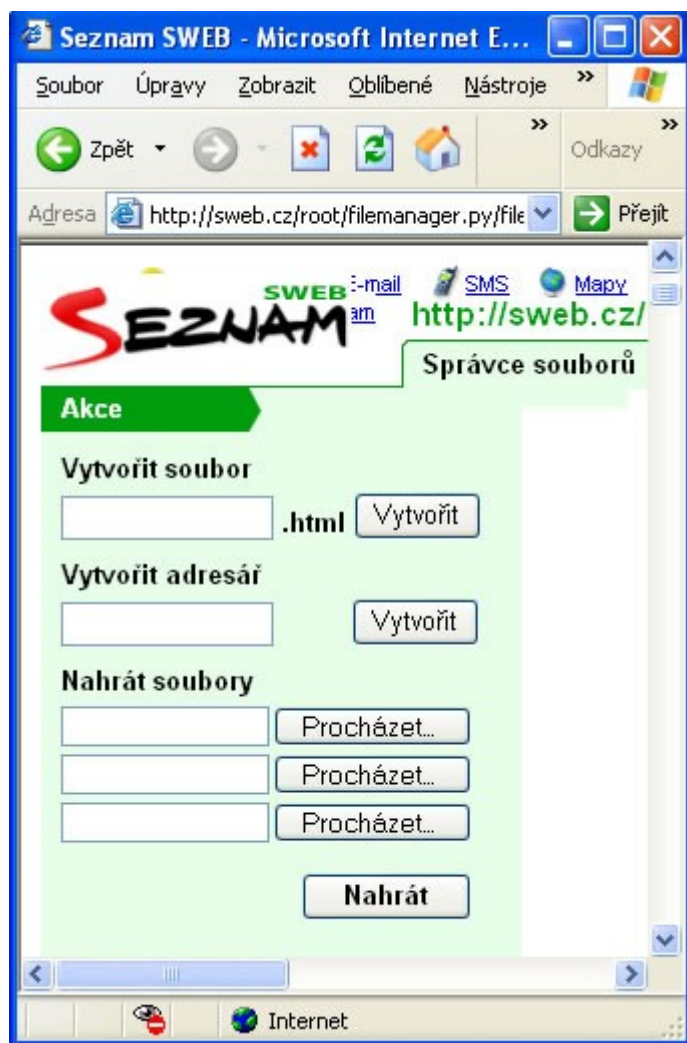 Seznam SWEB - Microsoft Internet E...
Soubor Úpravy Zobrazit Oblíbené Nástroje »
Zpět » Odkazy »
Adresa http://sweb.cz/root/filemanager.py/file Přejít
SWEB E-mail SMS Mapy
SEZNAM am http://sweb.cz/
Správce souborů
Akce
Vytvořit soubor
.html Vytvořit
Vytvořit adresář
Vytvořit
Nahrát soubory
Procházet...
Procházet...
Procházet...
Nahrát
Internet